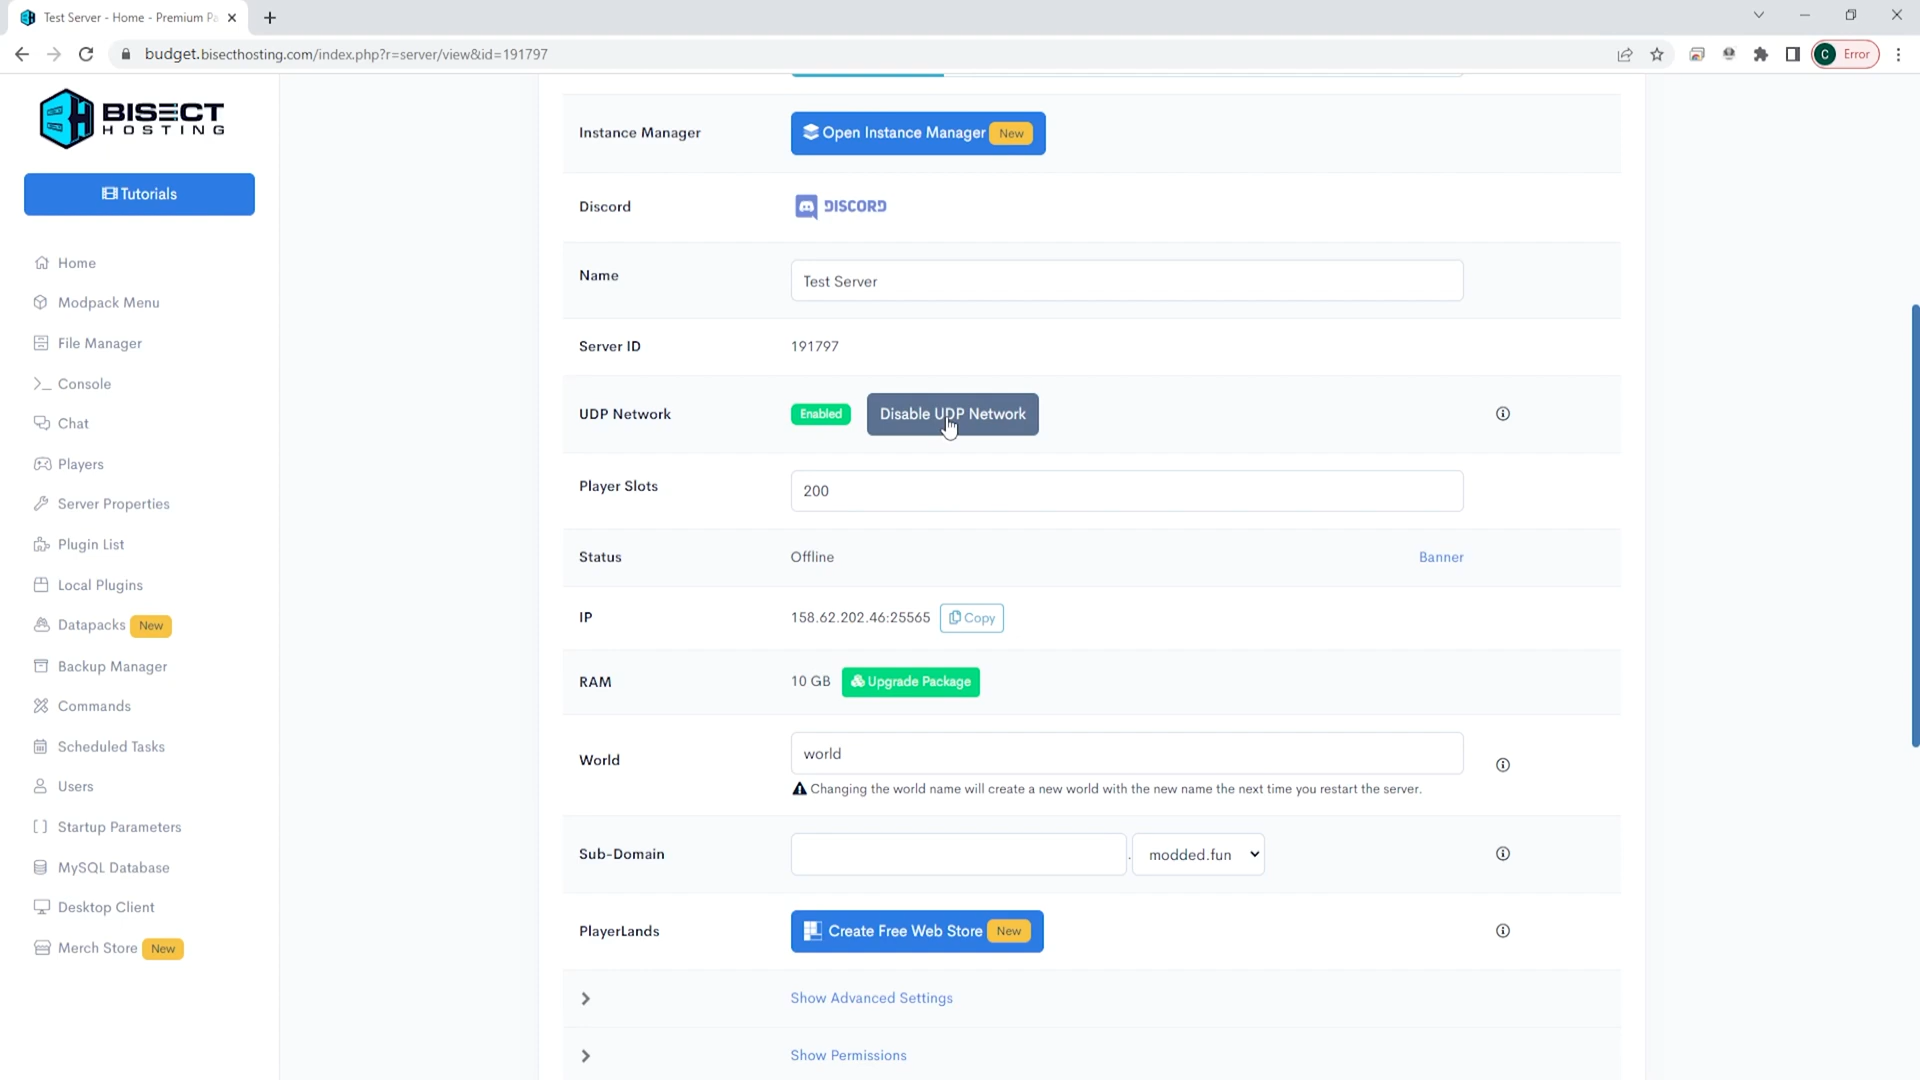 Test Server - Home - Premium Pa
budget.bisecthosting.com/index.php?r=server/view&id=191797
C Error
BISECT
HOSTING
Tutorials
Home
Modpack Menu
File Manager
Console
Chat
Players
Server Properties
Plugin List
Local Plugins
Datapacks New
Backup Manager
Commands
Scheduled Tasks
Users
Startup Parameters
MySQL Database
Desktop Client
Merch Store New
Instance Manager Open Instance Manager New
Discord DISCORD
Name Test Server
Server ID 191797
UDP Network Enabled Disable UDP Network
Player Slots 200
Status Offline Banner
IP 158.62.202.46:25565 Copy
RAM 10 GB Upgrade Package
World world
Changing the world name will create a new world with the new name the next time you restart the server.
Sub-Domain . modded.fun
PlayerLands Create Free Web Store New
Show Advanced Settings
Show Permissions